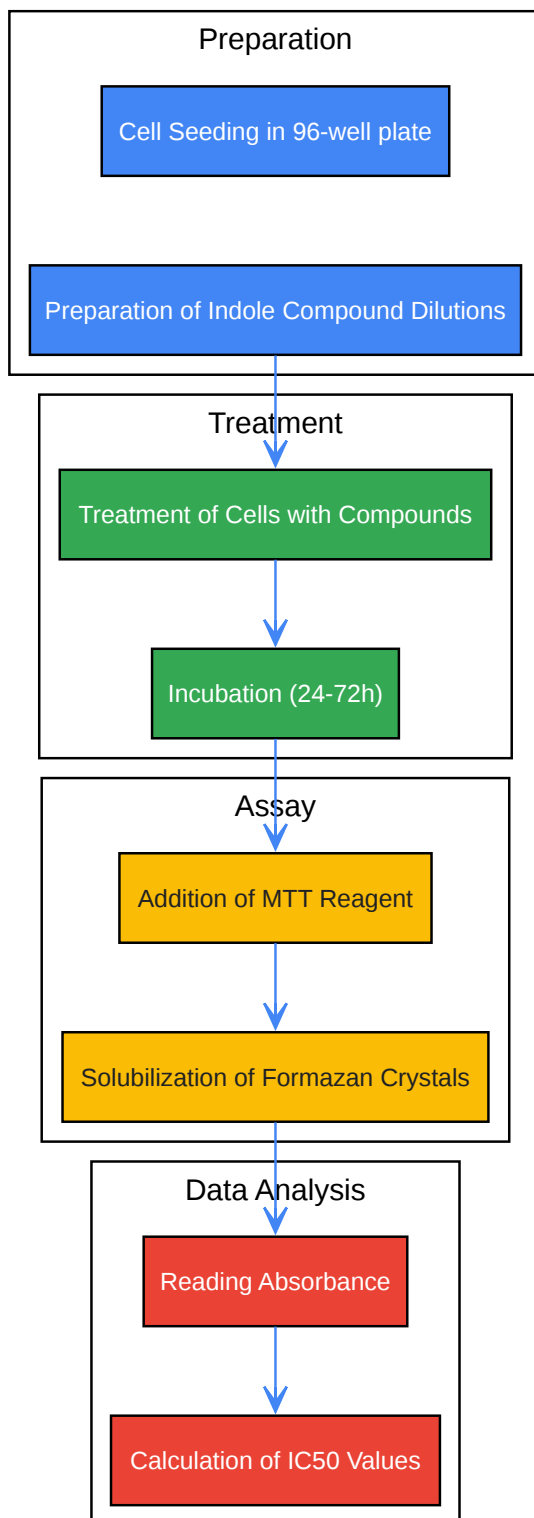 Preparation
Cell Seeding in 96-well plate
Preparation of Indole Compound Dilutions
Treatment
Treatment of Cells with Compounds
Incubation (24-72h)
Assay
Addition of MTT Reagent
Solubilization of Formazan Crystals
Data Analysis
Reading Absorbance
Calculation of IC50 Values